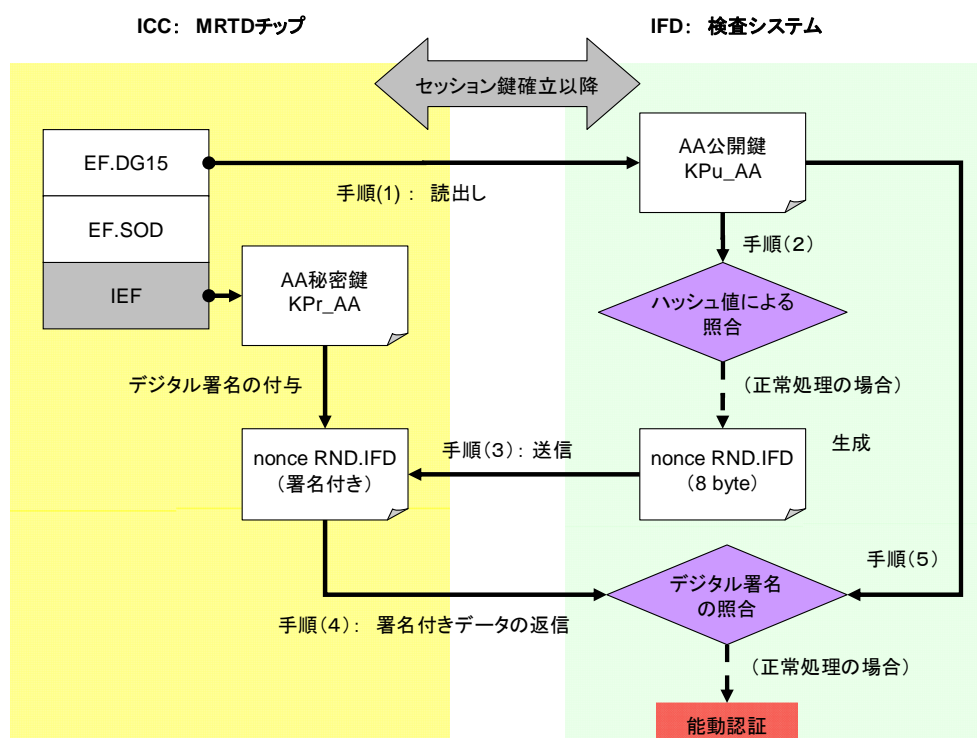 ICC: MRTDチップ
IFD: 検査システム
セッション鍵確立以降
EF.DG15
EF.SOD
IEF
手順(1): 読出し
AA公開鍵
KPu_AA
手順(2)
AA秘密鍵
KPr_AA
ハッシュ値による
照合
デジタル署名の付与
(正常処理の場合)
nonce RND.IFD
(署名付き)
手順(3): 送信
nonce RND.IFD
(8 byte)
生成
手順(5)
デジタル署名
の照合
手順(4): 署名付きデータの返信
(正常処理の場合)
能動認証